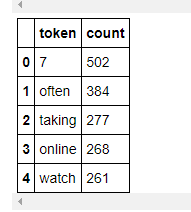 token count
0 7 502
1 often 384
2 taking 277
3 online 268
4 watch 261